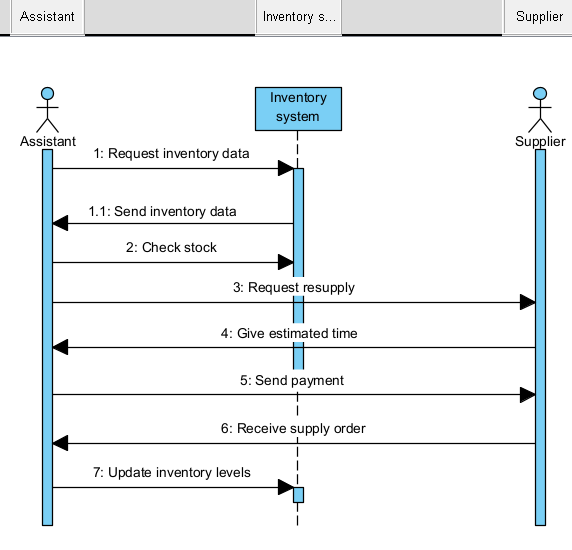 Assistant
Inventory s...
Supplier
Inventory
system
Assistant
Supplier
1: Request inventory data
1.1: Send inventory data
2: Check stock
3: Request resupply
4: Give estimated time
5: Send payment
6: Receive supply order
7: Update inventory levels